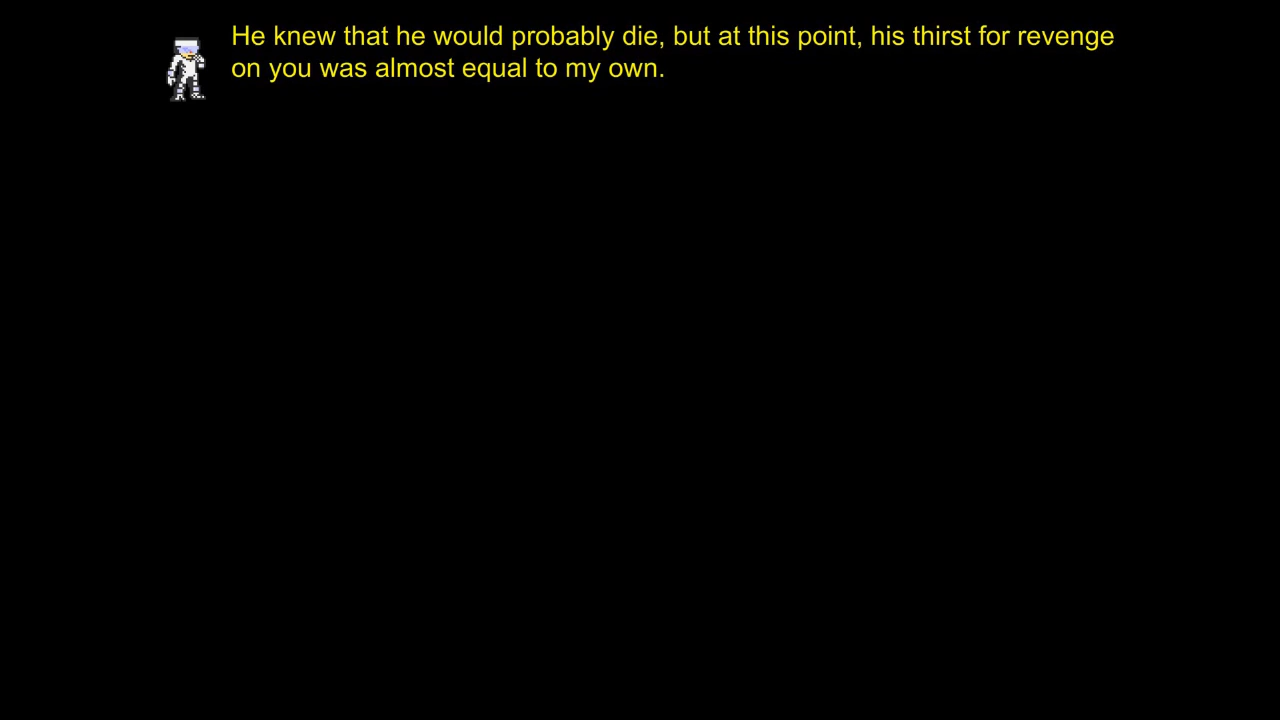 He knew that he would probably die, but at this point, his thirst for revenge
on you was almost equal to my own.